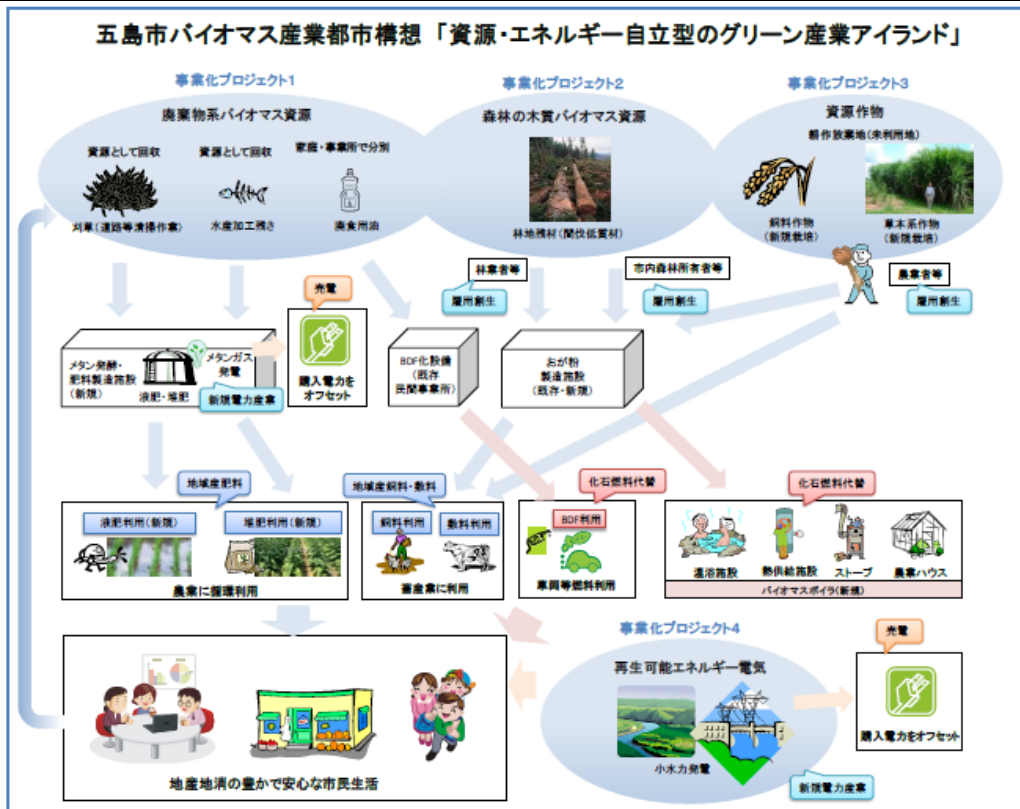 五島市バイオマス産業都市構想 「資源・エネルギー自立型のグリーン産業アイランド」
事業化プロジェクト1
事業化プロジェクト2
事業化プロジェクト3
廃棄物系バイオマス資源
森林の木質バイオマス資源
資源作物
耕作放棄地(未利用地)
資源として回収
資源として回収
家庭・事業所で分別
刈草(道路等清掃作業)
水産加工残さ
廃食用油
林地残材(間伐低質材)
飼料作物
(新規栽培)
草本系作物
(新規栽培)
林業者等
雇用創生
市内森林所有者等
雇用創生
農業者等
雇用創生
売電
購入電力を
オフセット
メタン発酵・
肥料製造施設
(新規)
メタンガス
発電
液肥・堆肥
新規電力産業
BDF化設備
(既存
民間事業所)
おが粉
製造施設
(既存・新規)
地域産肥料
地域産飼料・敷料
化石燃料代替
化石燃料代替
液肥利用(新規)
堆肥利用(新規)
農業に循環利用
飼料利用
敷料利用
畜産業に利用
BDF利用
車両等燃料利用
温浴施設
熱供給施設
ストーブ
農業ハウス
バイオマスボイラ(新規)
事業化プロジェクト4
再生可能エネルギー電気
小水力発電
売電
購入電力をオフセット
新規電力産業
地産地消の豊かで安心な市民生活